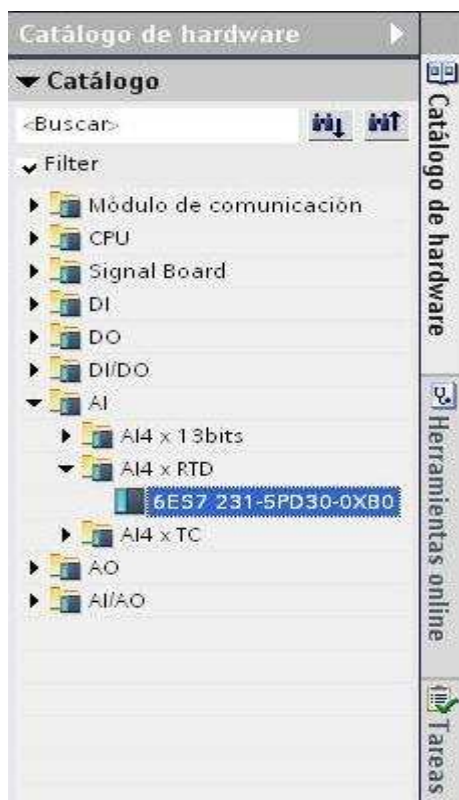 Catálogo de hardware
Catálogo
<Buscar>
Filter
Módulo de comunicación
CPU
Signal Board
DI
DO
DI/DO
AI
AI4 x 13bits
AI4 x RTD
6ES7 231-5PD30-0XB0
AI4 x TC
AO
AI/AO
Catálogo de hardware
Herramientas online
Tareas